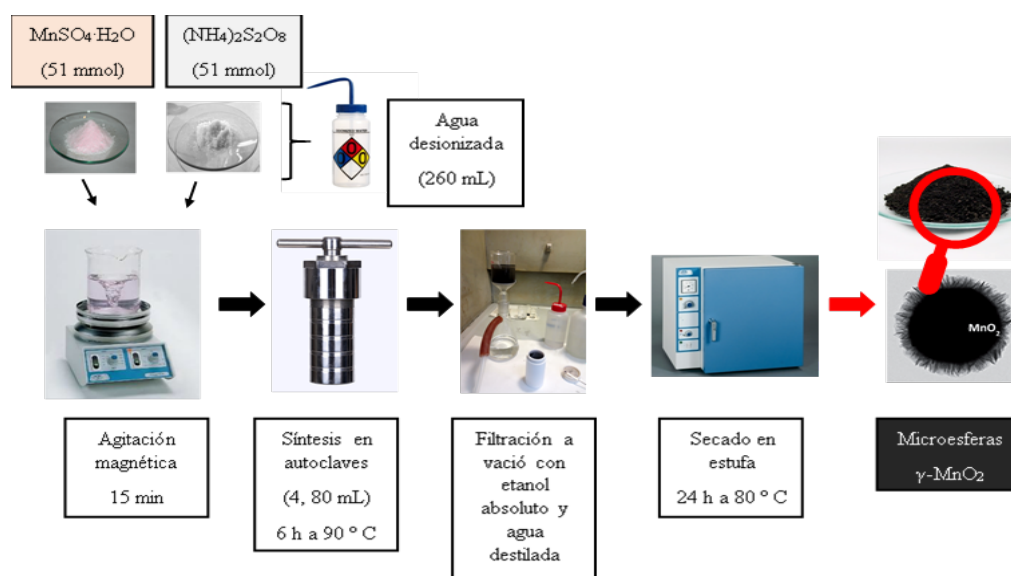 MnSO₄·H₂O
(51 mmol)
(NH4)2S2O8
(51 mmol)
Agua
desionizada
(260 mL)
MnO₂
Agitación
magnética
15 min
Síntesis en
autoclaves
(4, 80 mL)
6 h a 90 º C
Filtración a
vació con
etanol
absoluto y
agua
destilada
Secado en
estufa
24 h a 80 º C
Microesferas
γ-MnO₂